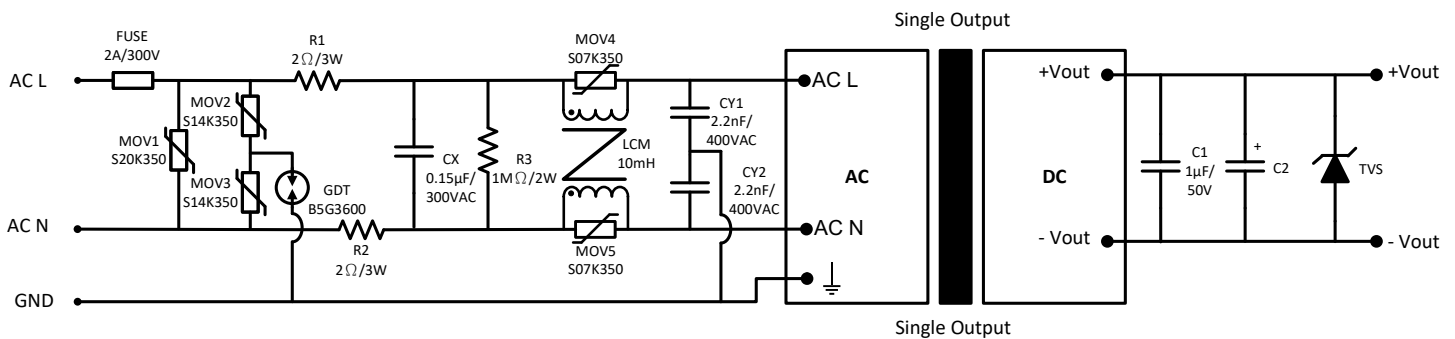 Single Output
FUSE
2A/300V
R1
2Ω/3W
MOV4
S07K350
AC L
AC L
+Vout
+Vout
MOV2
S14K350
MOV1
S20K350
MOV3
S14K350
GDT
B5G3600
CX
0.15µF/
300VAC
R3
1MΩ/2W
LCM
10mH
CY1
2.2nF/
400VAC
CY2
2.2nF/
400VAC
AC
DC
C1
1µF/
50V
+
C2
TVS
AC N
R2
2Ω/3W
MOV5
S07K350
AC N
- Vout
- Vout
GND
Single Output